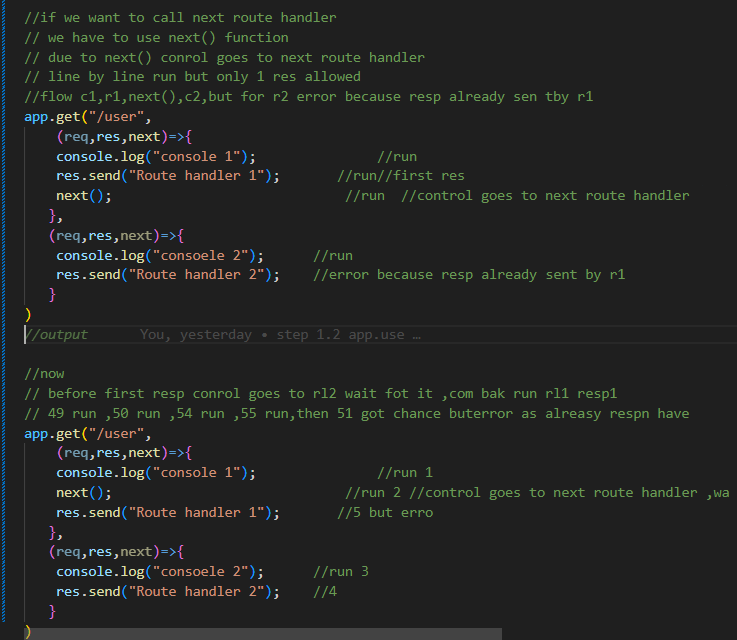 //if we want to call next route handler
// we have to use next() function
// due to next() conrol goes to next route handler
// line by line run but only 1 res allowed
//flow c1,r1,next(),c2,but for r2 error because resp already sen tby r1
app.get("/user",
(req,res,next)=>{
console.log("console 1"); //run
res.send("Route handler 1"); //run//first res
next(); //run //control goes to next route handler
},
(req,res,next)=>{
console.log("consoele 2"); //run
res.send("Route handler 2"); //error because resp already sent by r1
}
)
//output You, yesterday • step 1.2 app.use …
//now
// before first resp conrol goes to rl2 wait fot it ,com bak run rl1 resp1
// 49 run ,50 run ,54 run ,55 run,then 51 got chance buterror as alreasy respn have
app.get("/user",
(req,res,next)=>{
console.log("console 1"); //run 1
next(); //run 2 //control goes to next route handler ,wa
res.send("Route handler 1"); //5 but erro
},
(req,res,next)=>{
console.log("consoele 2"); //run 3
res.send("Route handler 2"); //4
}
)